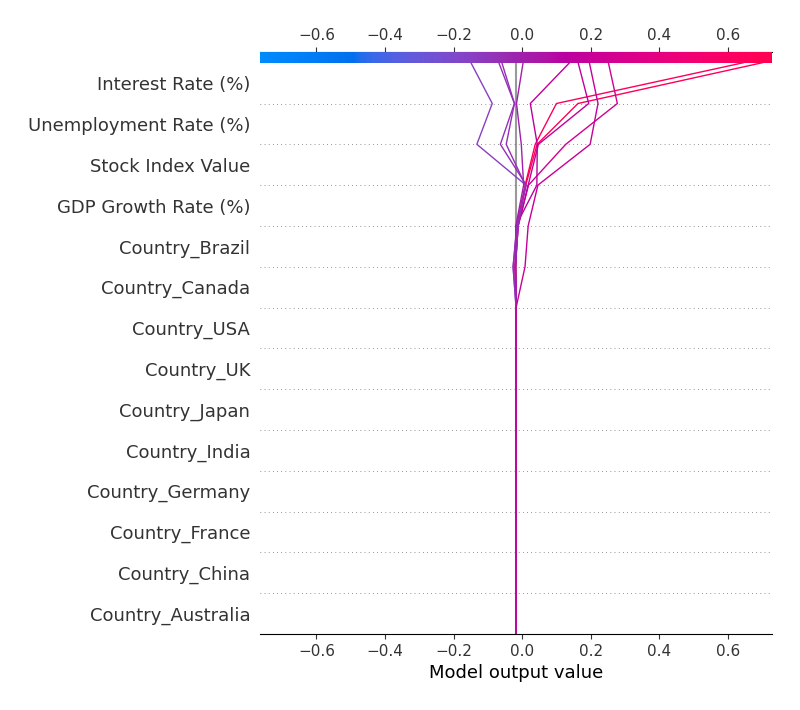 −0.6 −0.4 −0.2 0.0 0.2 0.4 0.6
Interest Rate (%)
Unemployment Rate (%)
Stock Index Value
GDP Growth Rate (%)
Country_Brazil
Country_Canada
Country_USA
Country_UK
Country_Japan
Country_India
Country_Germany
Country_France
Country_China
Country_Australia
−0.6 −0.4 −0.2 0.0 0.2 0.4 0.6
Model output value